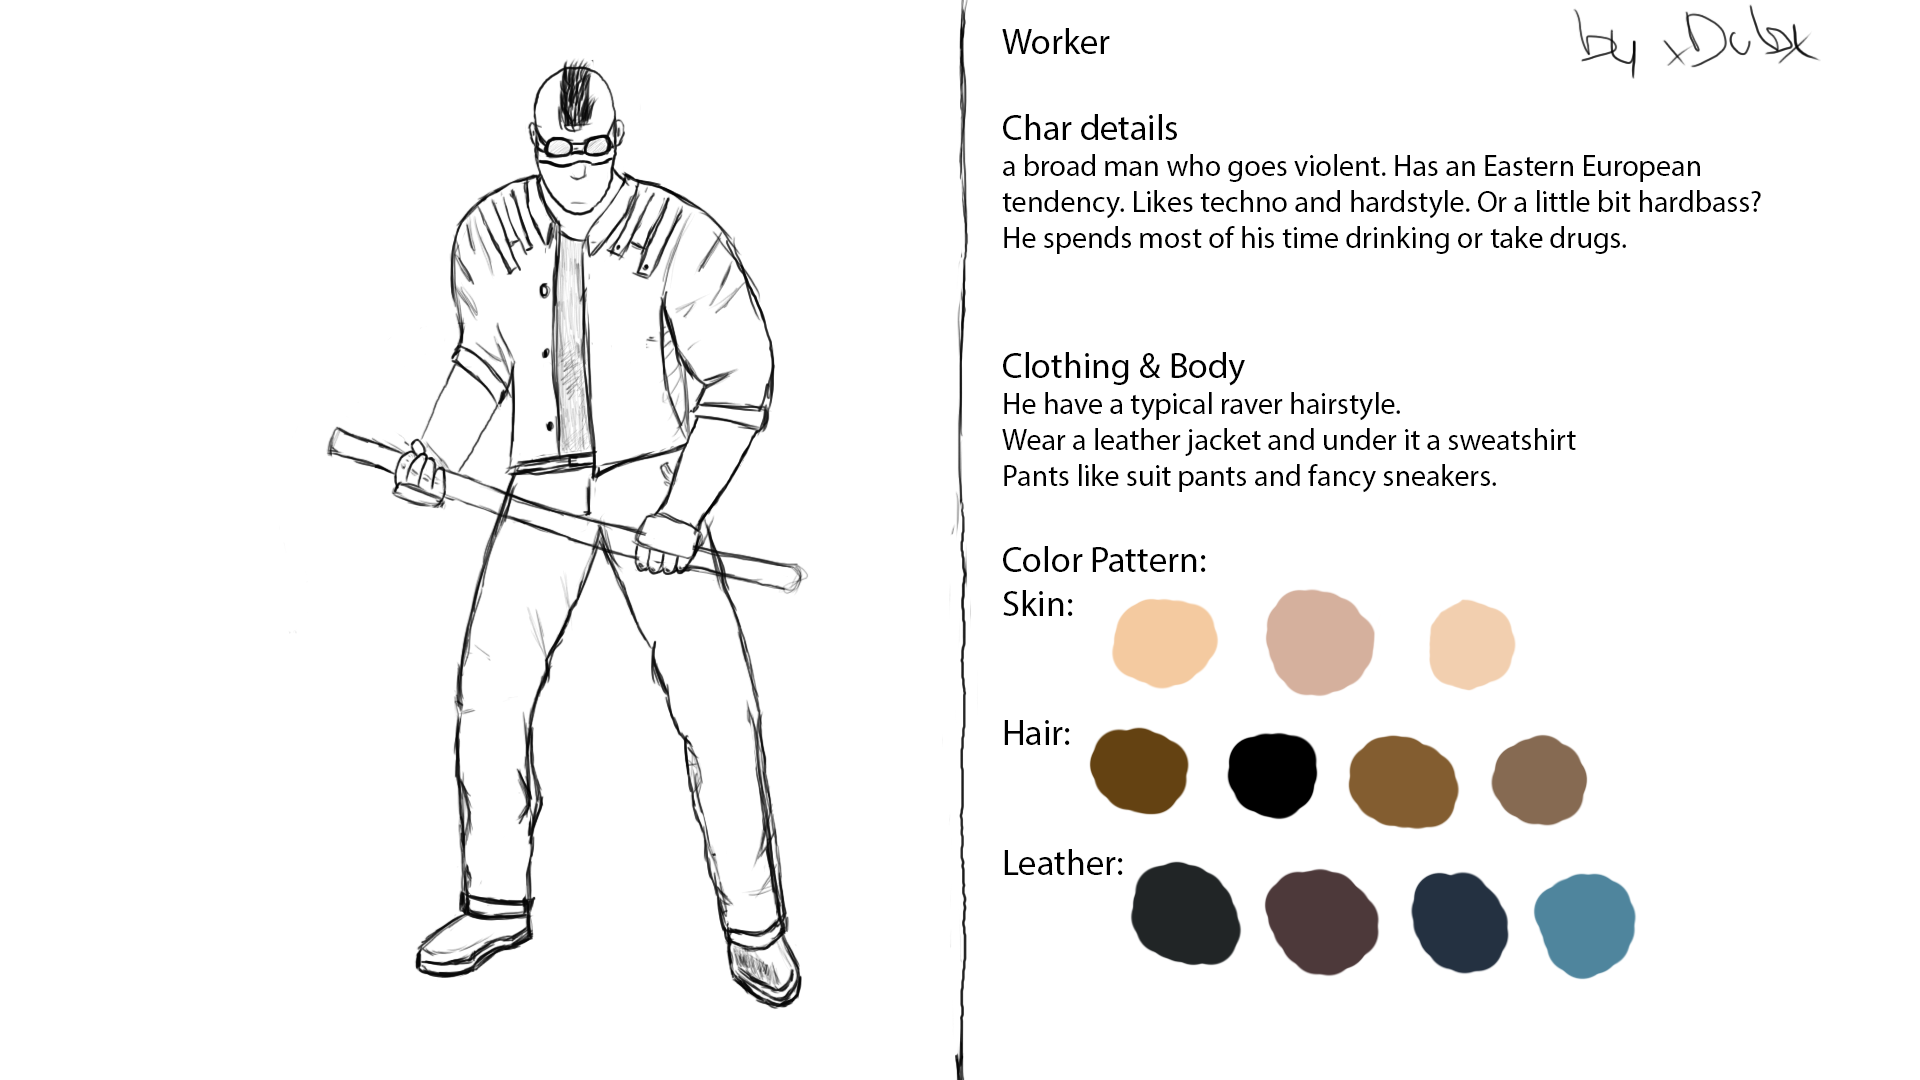 Worker
by xDubx
Char details
a broad man who goes violent. Has an Eastern European
tendency. Likes techno and hardstyle. Or a little bit hardbass?
He spends most of his time drinking or take drugs.
Clothing & Body
He have a typical raver hairstyle.
Wear a leather jacket and under it a sweatshirt
Pants like suit pants and fancy sneakers.
Color Pattern:
Skin:
Hair:
Leather: